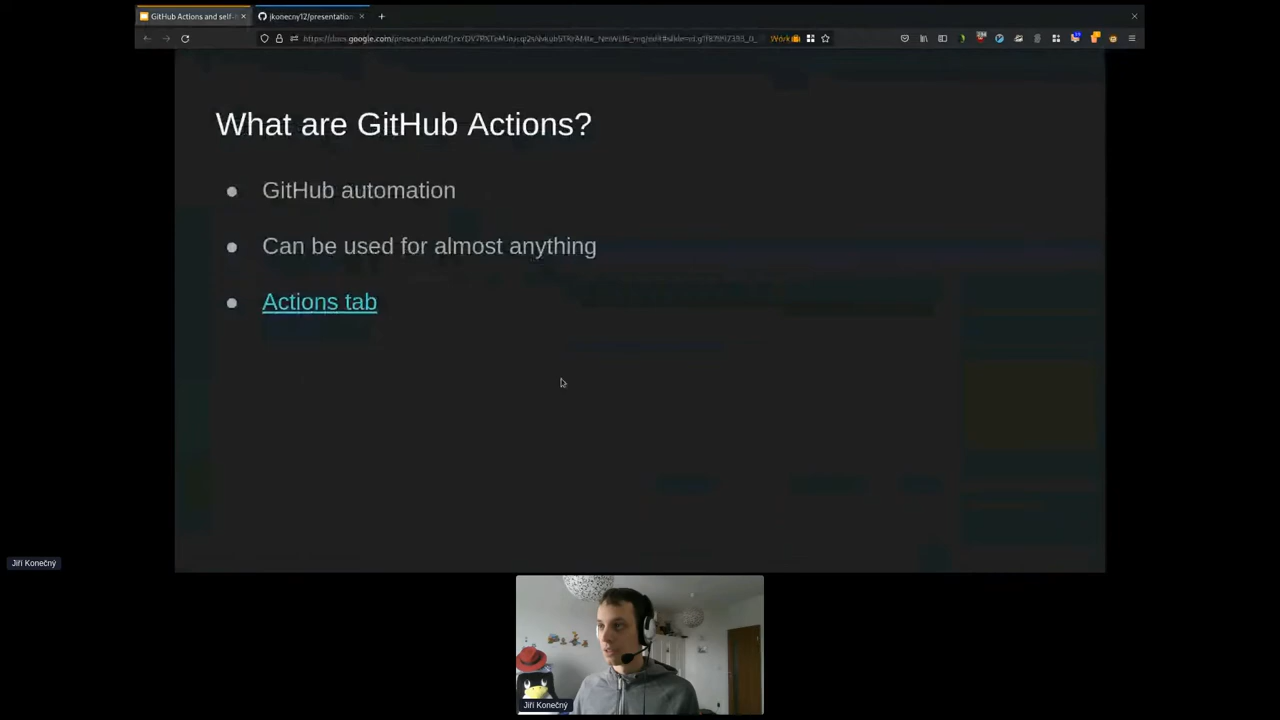 GitHub Actions and self-
jkonecny12/presentation
Work
What are GitHub Actions?
GitHub automation
Can be used for almost anything
Actions tab
Jiří Konečný
Jiří Konečný